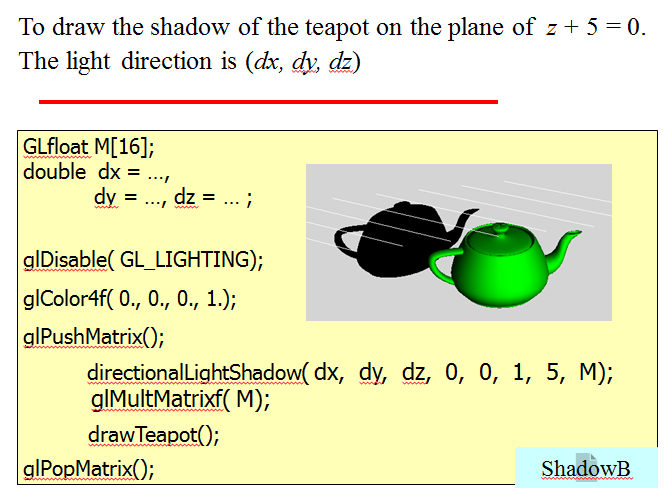 To draw the shadow of the teapot on the plane of z + 5 = 0.
The light direction is (dx, dy, dz)
GLfloat M[16];
double dx = ...,
dy = ..., dz = ... ;
glDisable( GL_LIGHTING);
glColor4f( 0., 0., 0., 1.);
glPushMatrix();
directionalLightShadow( dx, dy, dz, 0, 0, 1, 5, M);
glMultMatrixf( M);
drawTeapot();
glPopMatrix();
ShadowB